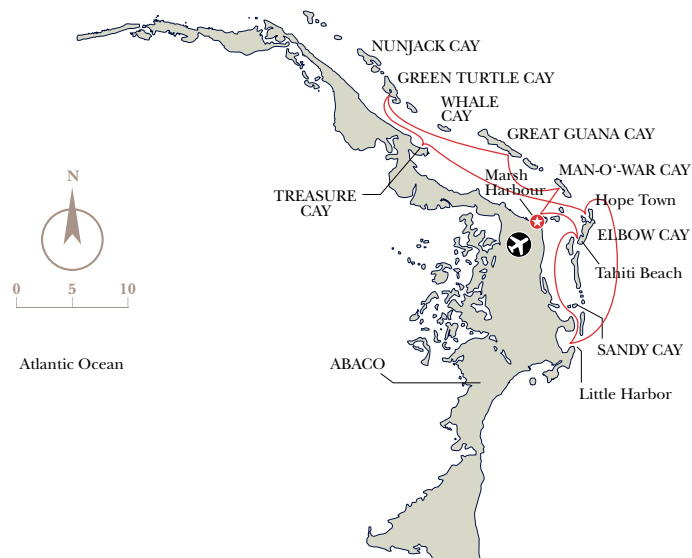 NUNJACK CAY
GREEN TURTLE CAY
WHALE
CAY
GREAT GUANA CAY
Marsh
Harbour
MAN-O‘-WAR CAY
TREASURE
CAY
Hope Town
N
ELBOW CAY
Tahiti Beach
0 5 10
SANDY CAY
Atlantic Ocean
ABACO
Little Harbor